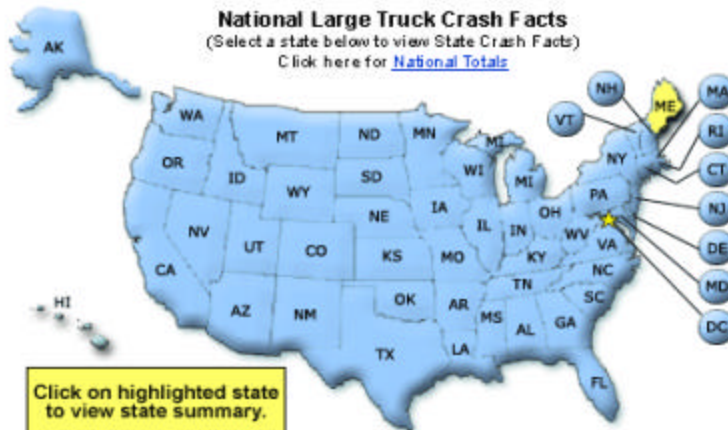 National Large Truck Crash Facts
(Select a state below to view State Crash Facts)
Click here for National Totals
AK
WA
MT
ND
MN
MI
VT
NH
ME
MA
RI
CT
NJ
DE
MD
DC
OR
ID
WY
SD
WI
MI
NY
PA
NV
UT
CO
NE
IA
IL
IN
OH
WV
VA
CA
KS
MO
KY
NC
AZ
NM
OK
AR
TN
SC
TX
LA
MS
AL
GA
FL
HI
Click on highlighted state
to view state summary.